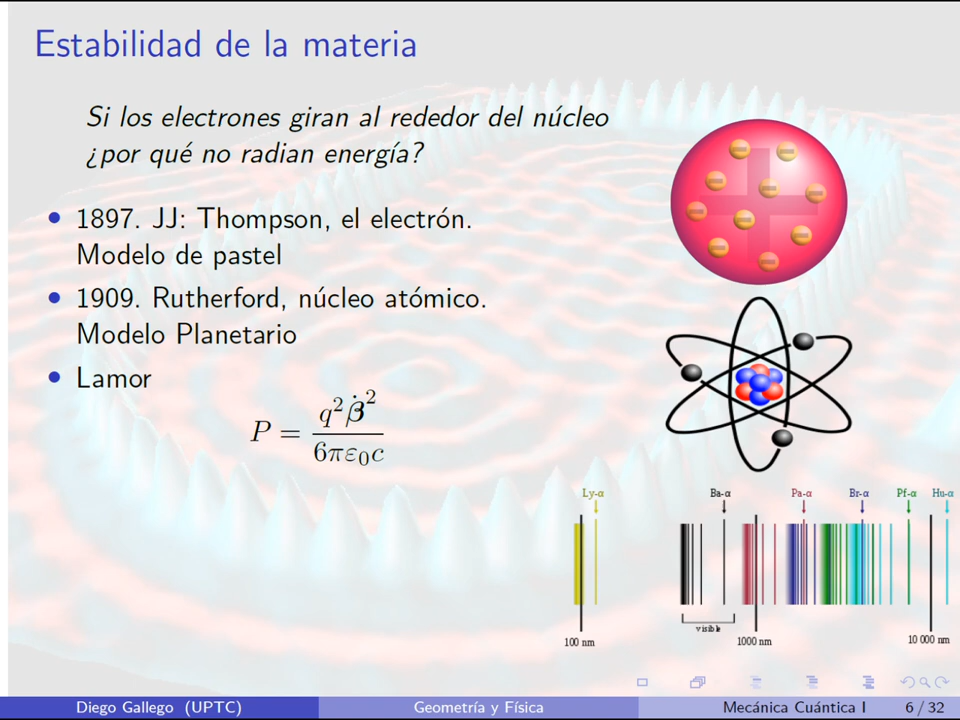 Estabilidad de la materia
Si los electrones giran al rededor del núcleo
¿por qué no radian energía?
• 1897. JJ: Thompson, el electrón.
Modelo de pastel
• 1909. Rutherford, núcleo atómico.
Modelo Planetario
• Lamor
P = q²β̇² / 6πε₀c
Ly-α Ba-α Pa-α Br-α Pf-α Hu-α
visible
100 nm 1000 nm 10 000 nm
Diego Gallego (UPTC) Geometría y Física Mecánica Cuántica I 6 / 32